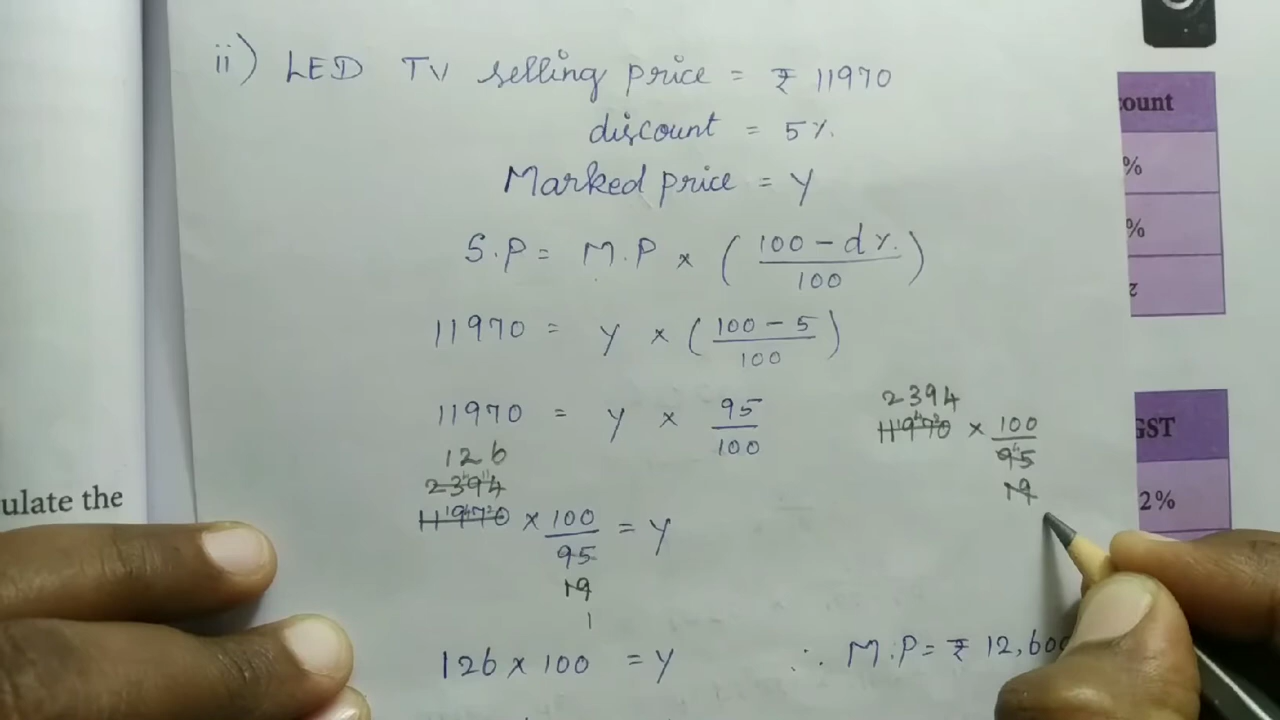 ii) LED TV selling price = ₹ 11970
discount = 5%.
Marked price = y
S.P = M.P × ( 100 - d%. / 100 )
11970 = y × ( 100 - 5 / 100 )
11970 = y × 95 / 100
126
2394
11970 × 100 / 95 = y
19
1
126 × 100 = y
2394
11970 × 100 / 95
19
∴ M.P = ₹ 12,600
ulate the
count
%
%
GST
2%